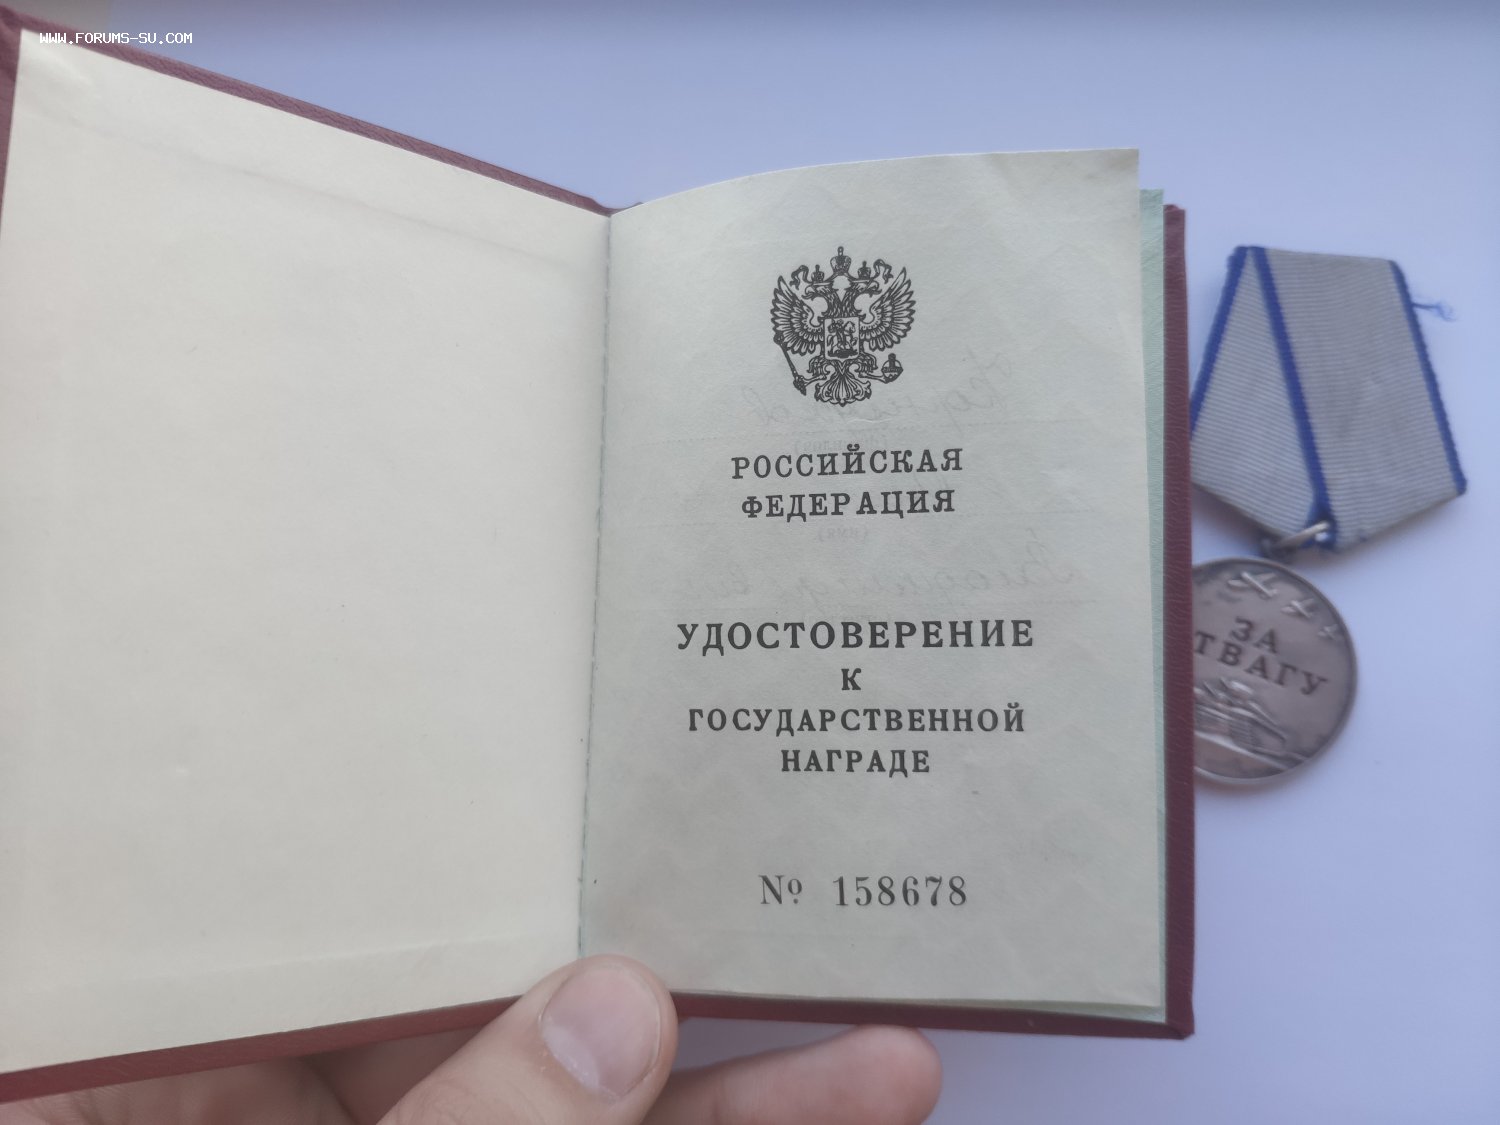 WWW.FORUMS-SU.COM
РОССИЙСКАЯ
ФЕДЕРАЦИЯ
УДОСТОВЕРЕНИЕ
К
ГОСУДАРСТВЕННОЙ
НАГРАДЕ
№ 158678
ЗА
ТВАГУ